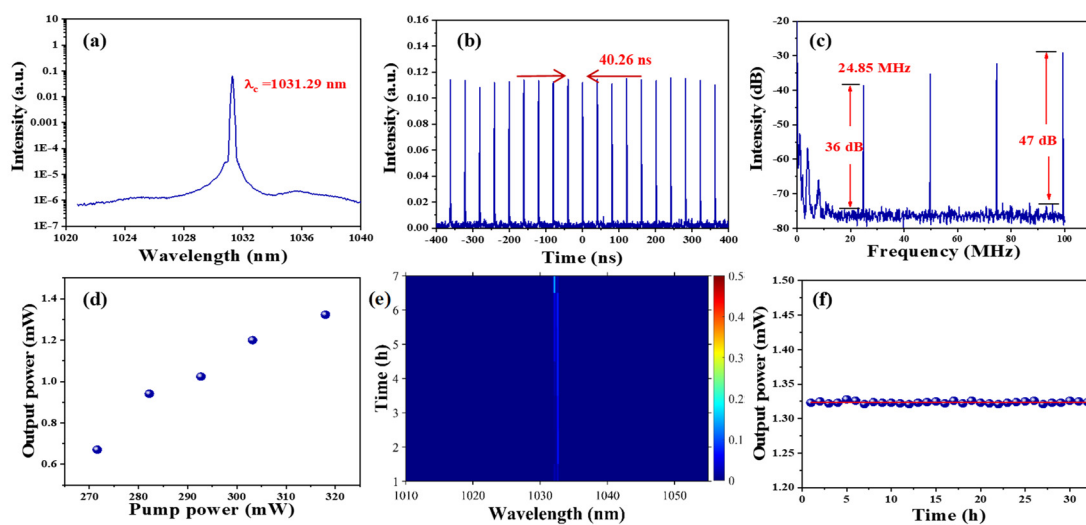 (a)
λc =1031.29 nm
10
1
0.1
0.01
0.001
1E-4
1E-5
1E-6
1E-7
Intensity (a.u.)
1020 1024 1028 1032 1036 1040
Wavelength (nm)
(b)
40.26 ns
0.16
0.14
0.12
0.10
0.08
0.06
0.04
0.02
0.00
Intensity (a.u.)
-400 -300 -200 -100 0 100 200 300 400
Time (ns)
(c)
24.85 MHz
36 dB
47 dB
-30
-40
-50
-60
-70
-80
Intensity (dB)
0 20 40 60 80 100
Frequency (MHz)
(d)
1.4
1.2
1.0
0.8
0.6
Output power (mW)
270 280 290 300 310 320
Pump power (mW)
(e)
7
6
5
4
3
2
1
Time (h)
1010 1020 1030 1040 1050
Wavelength (nm)
0.5
0.4
0.3
0.2
0.1
0
(f)
1.50
1.45
1.40
1.35
1.30
1.25
1.20
Output power (mW)
0 5 10 15 20 25 30
Time (h)